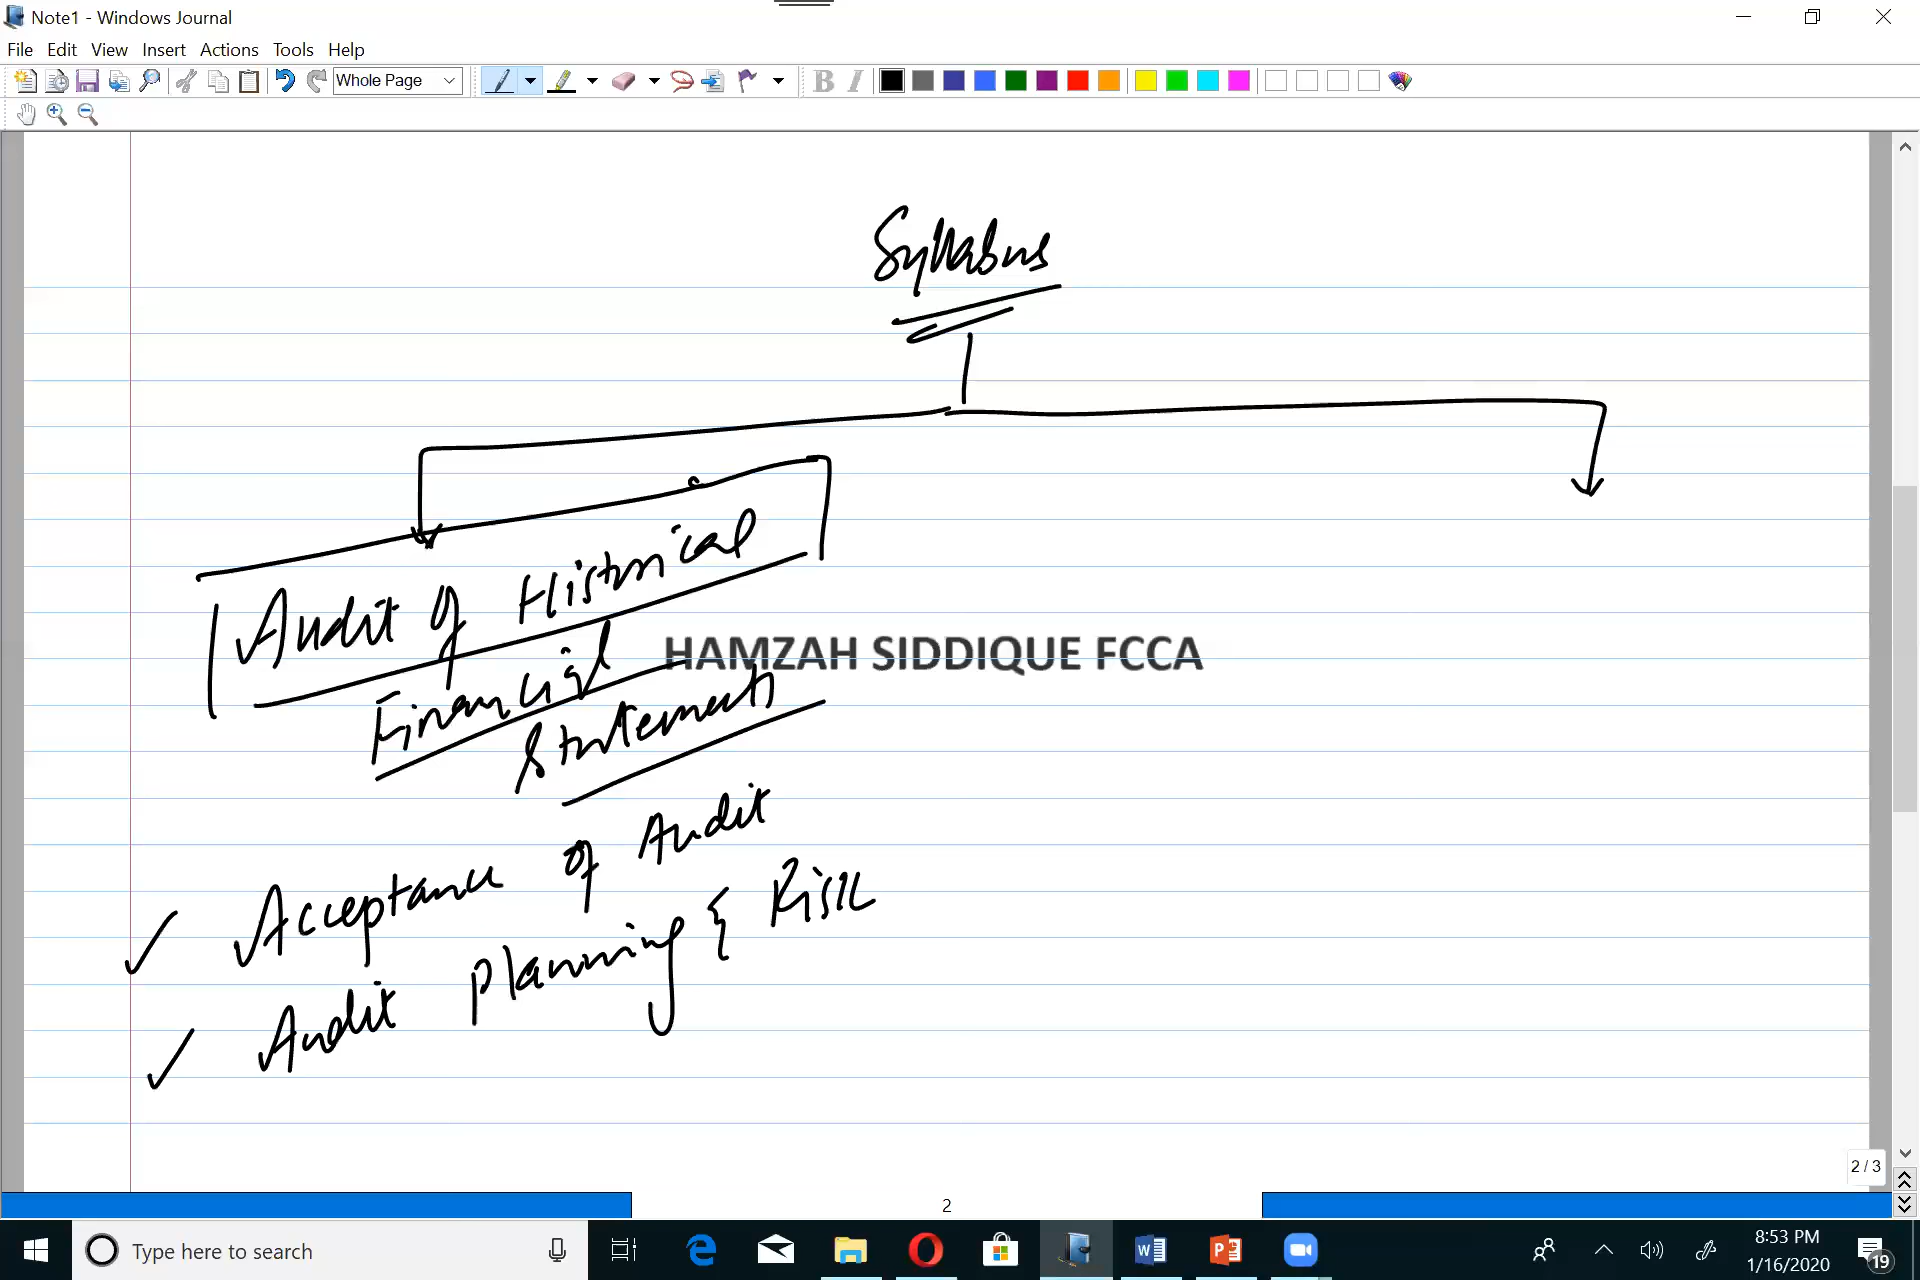 Note1 - Windows Journal
File Edit View Insert Actions Tools Help
Whole Page
B I
Syllabus
Audit of Historical
Financial
Statements
HAMZAH SIDDIQUE FCCA
Acceptance of Audit
Audit Planning & Risk
2 / 3
2
Type here to search
8:53 PM
1/16/2020
19